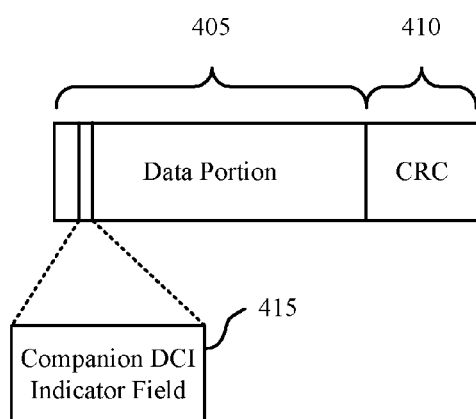 405 410
Data Portion CRC
415
Companion DCI
Indicator Field